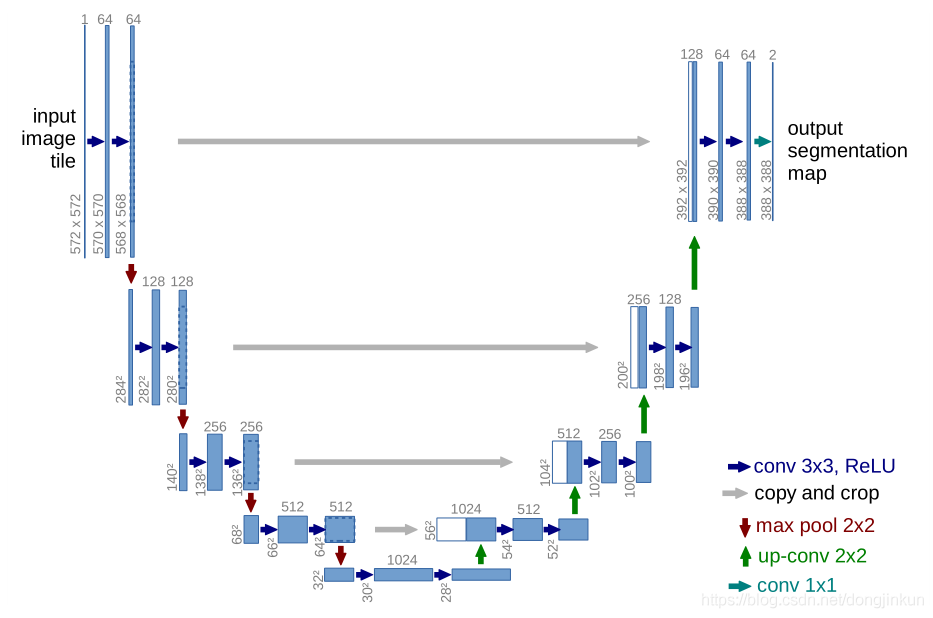 1 64 64
input
image
tile
572 x 572
570 x 570
568 x 568
128 64 64 2
output
segmentation
map
392 x 392
390 x 390
388 x 388
388 x 388
128 128
284²
282²
280²
256 128
200²
198²
196²
256 256
140²
138²
136²
512 256
104²
102²
100²
512 512
68²
66²
64²
1024 512
56²
54²
52²
1024
32²
30²
28²
conv 3x3, ReLU
copy and crop
max pool 2x2
up-conv 2x2
conv 1x1
https://blog.csdn.net/dongjinkun